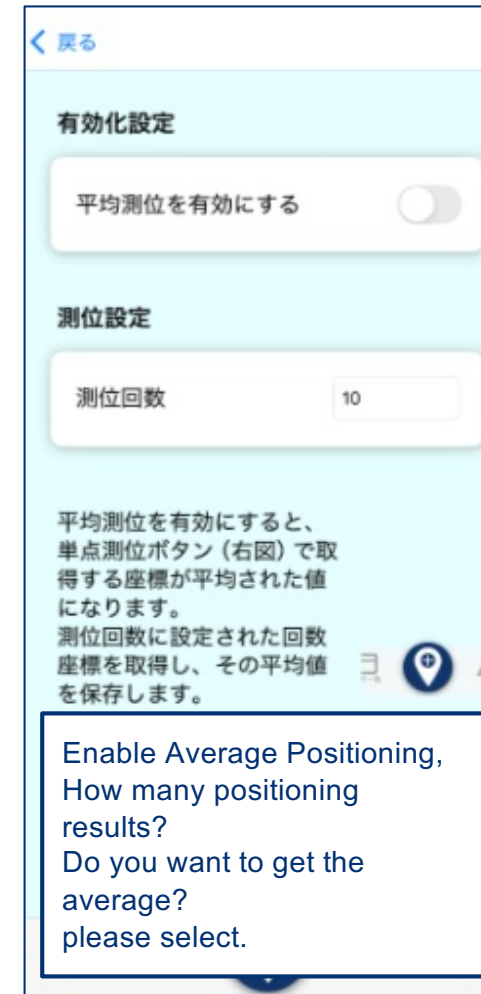 戻る
有効化設定
平均測位を有効にする
測位設定
測位回数 10
平均測位を有効にすると、
単点測位ボタン（右図）で取
得する座標が平均された値
になります。
測位回数に設定された回数
座標を取得し、その平均値
を保存します。
Enable Average Positioning,
How many positioning
results?
Do you want to get the
average?
please select.